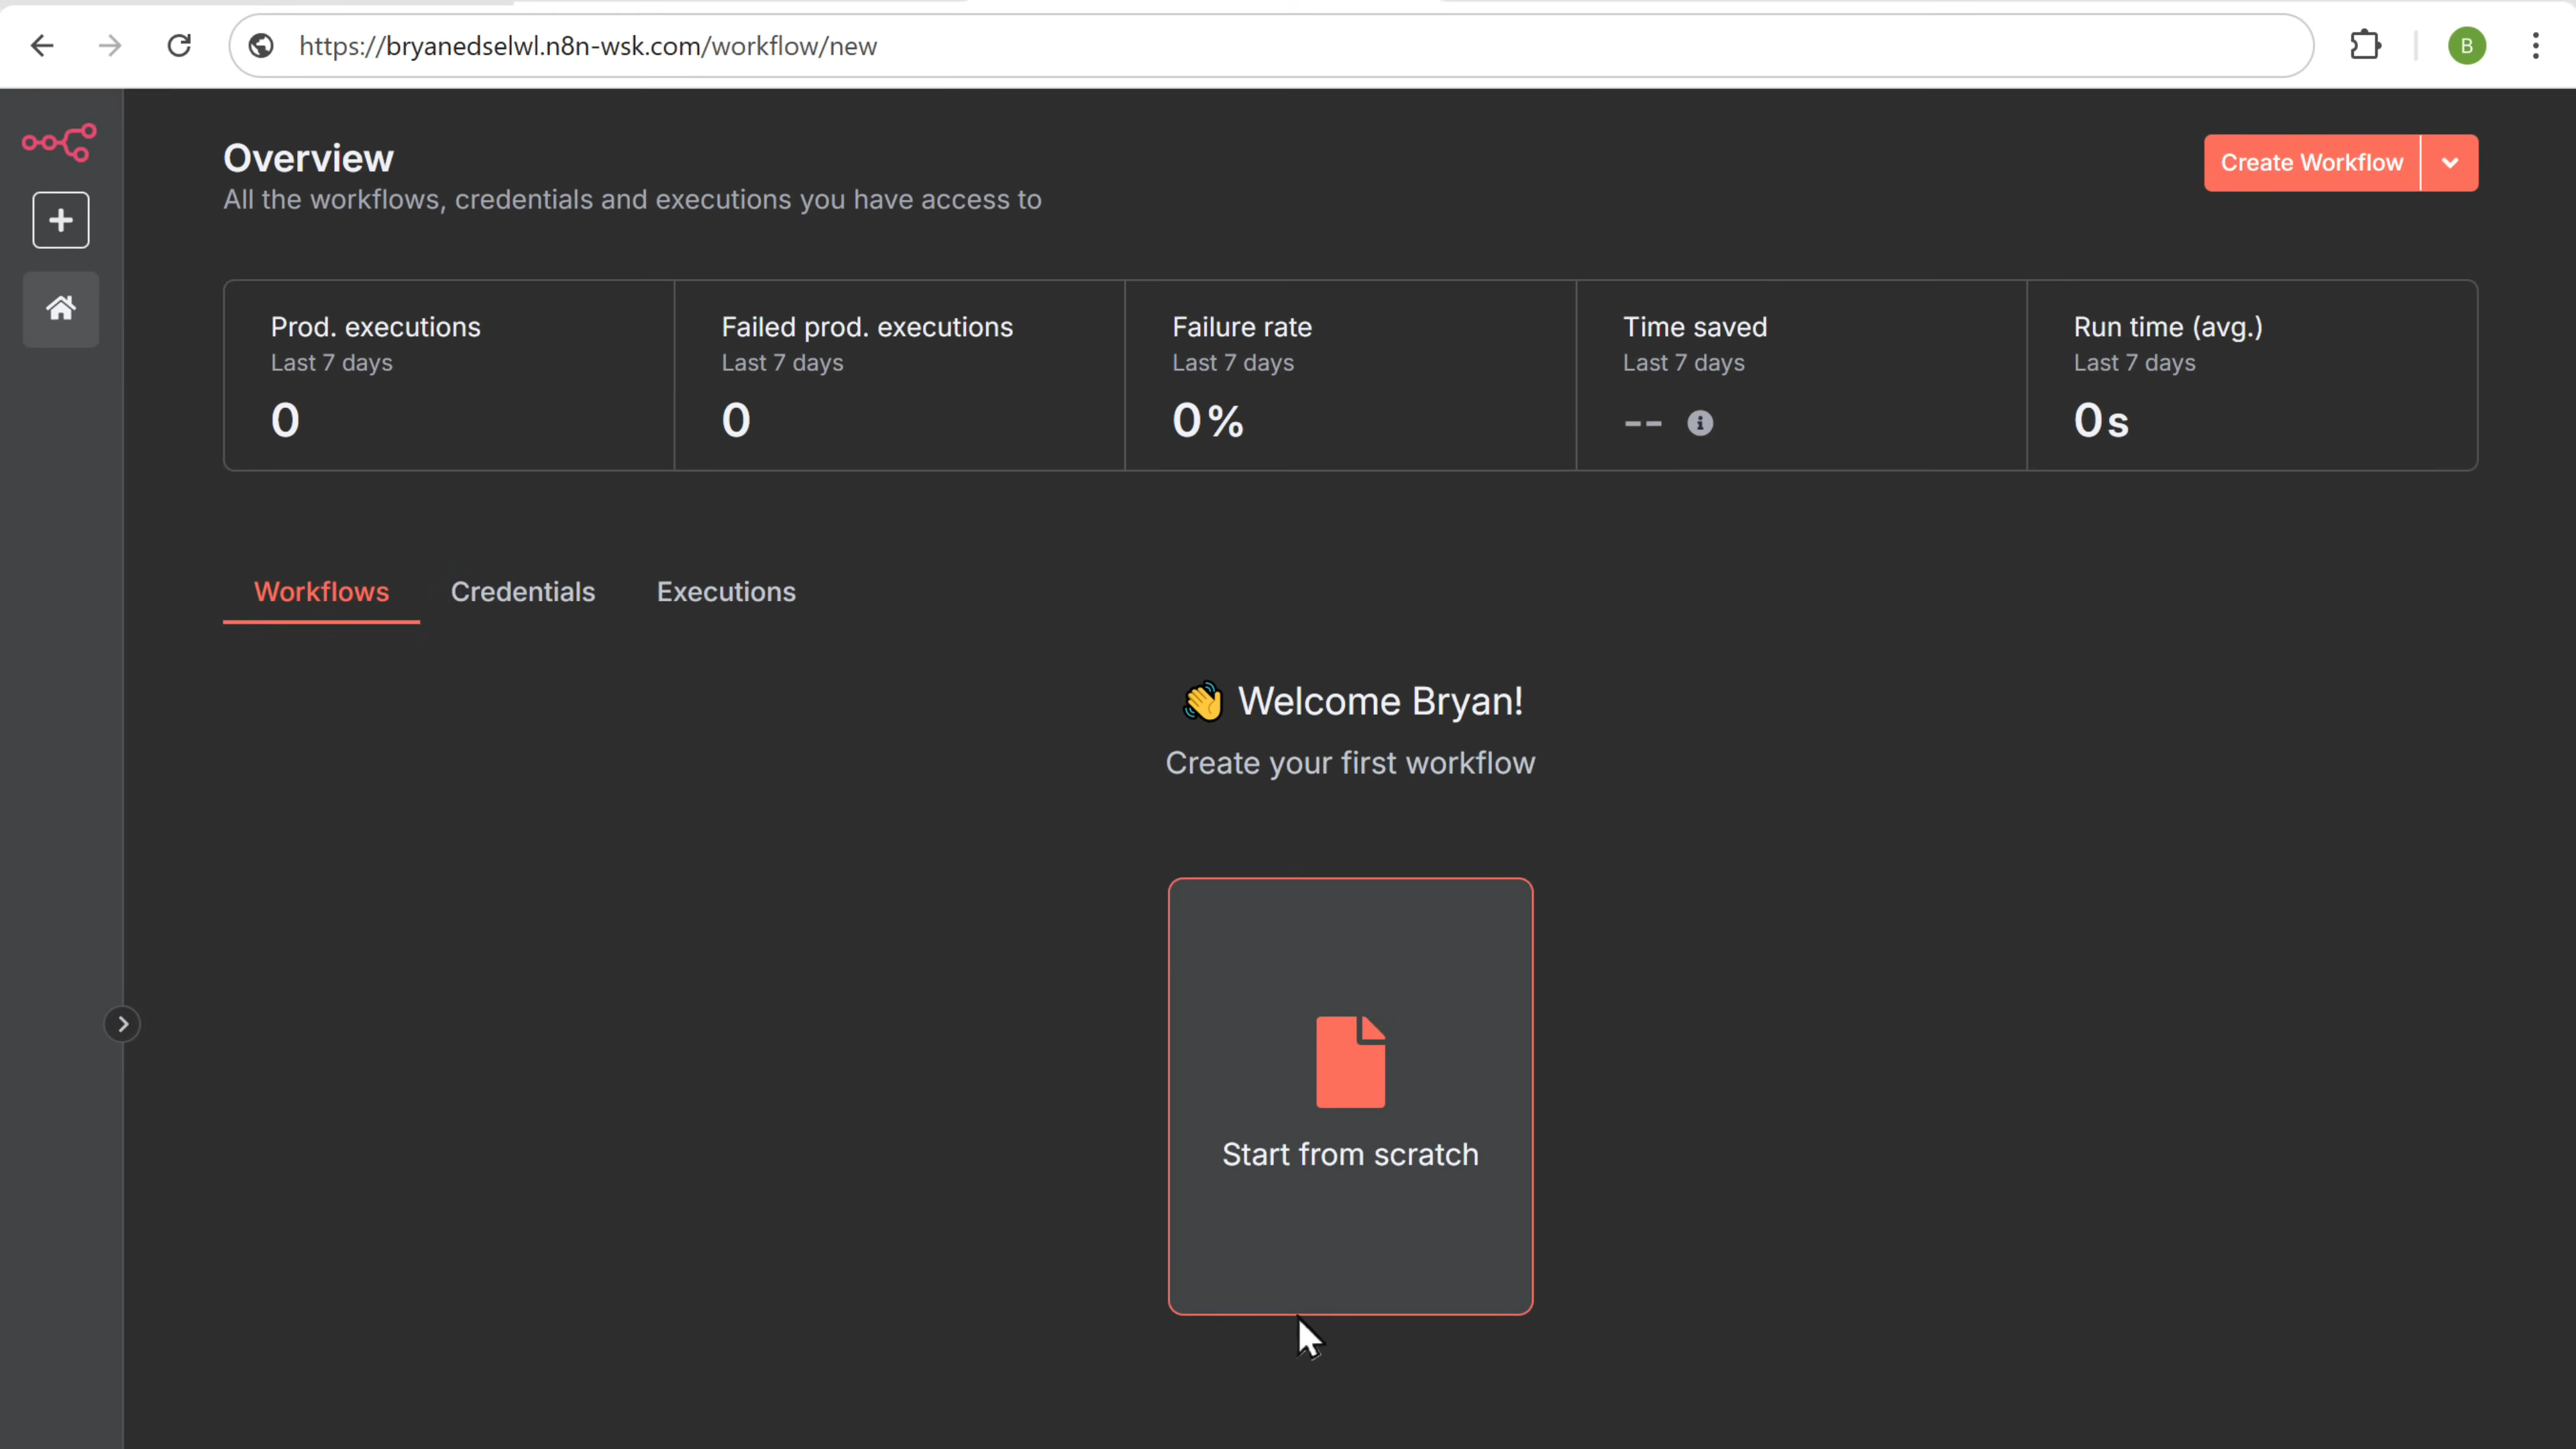 https://bryanedselwl.n8n-wsk.com/workflow/new
B
Overview
All the workflows, credentials and executions you have access to
Create Workflow
Prod. executions
Last 7 days
0
Failed prod. executions
Last 7 days
0
Failure rate
Last 7 days
0%
Time saved
Last 7 days
--
Run time (avg.)
Last 7 days
0s
Workflows Credentials Executions
👋 Welcome Bryan!
Create your first workflow
Start from scratch